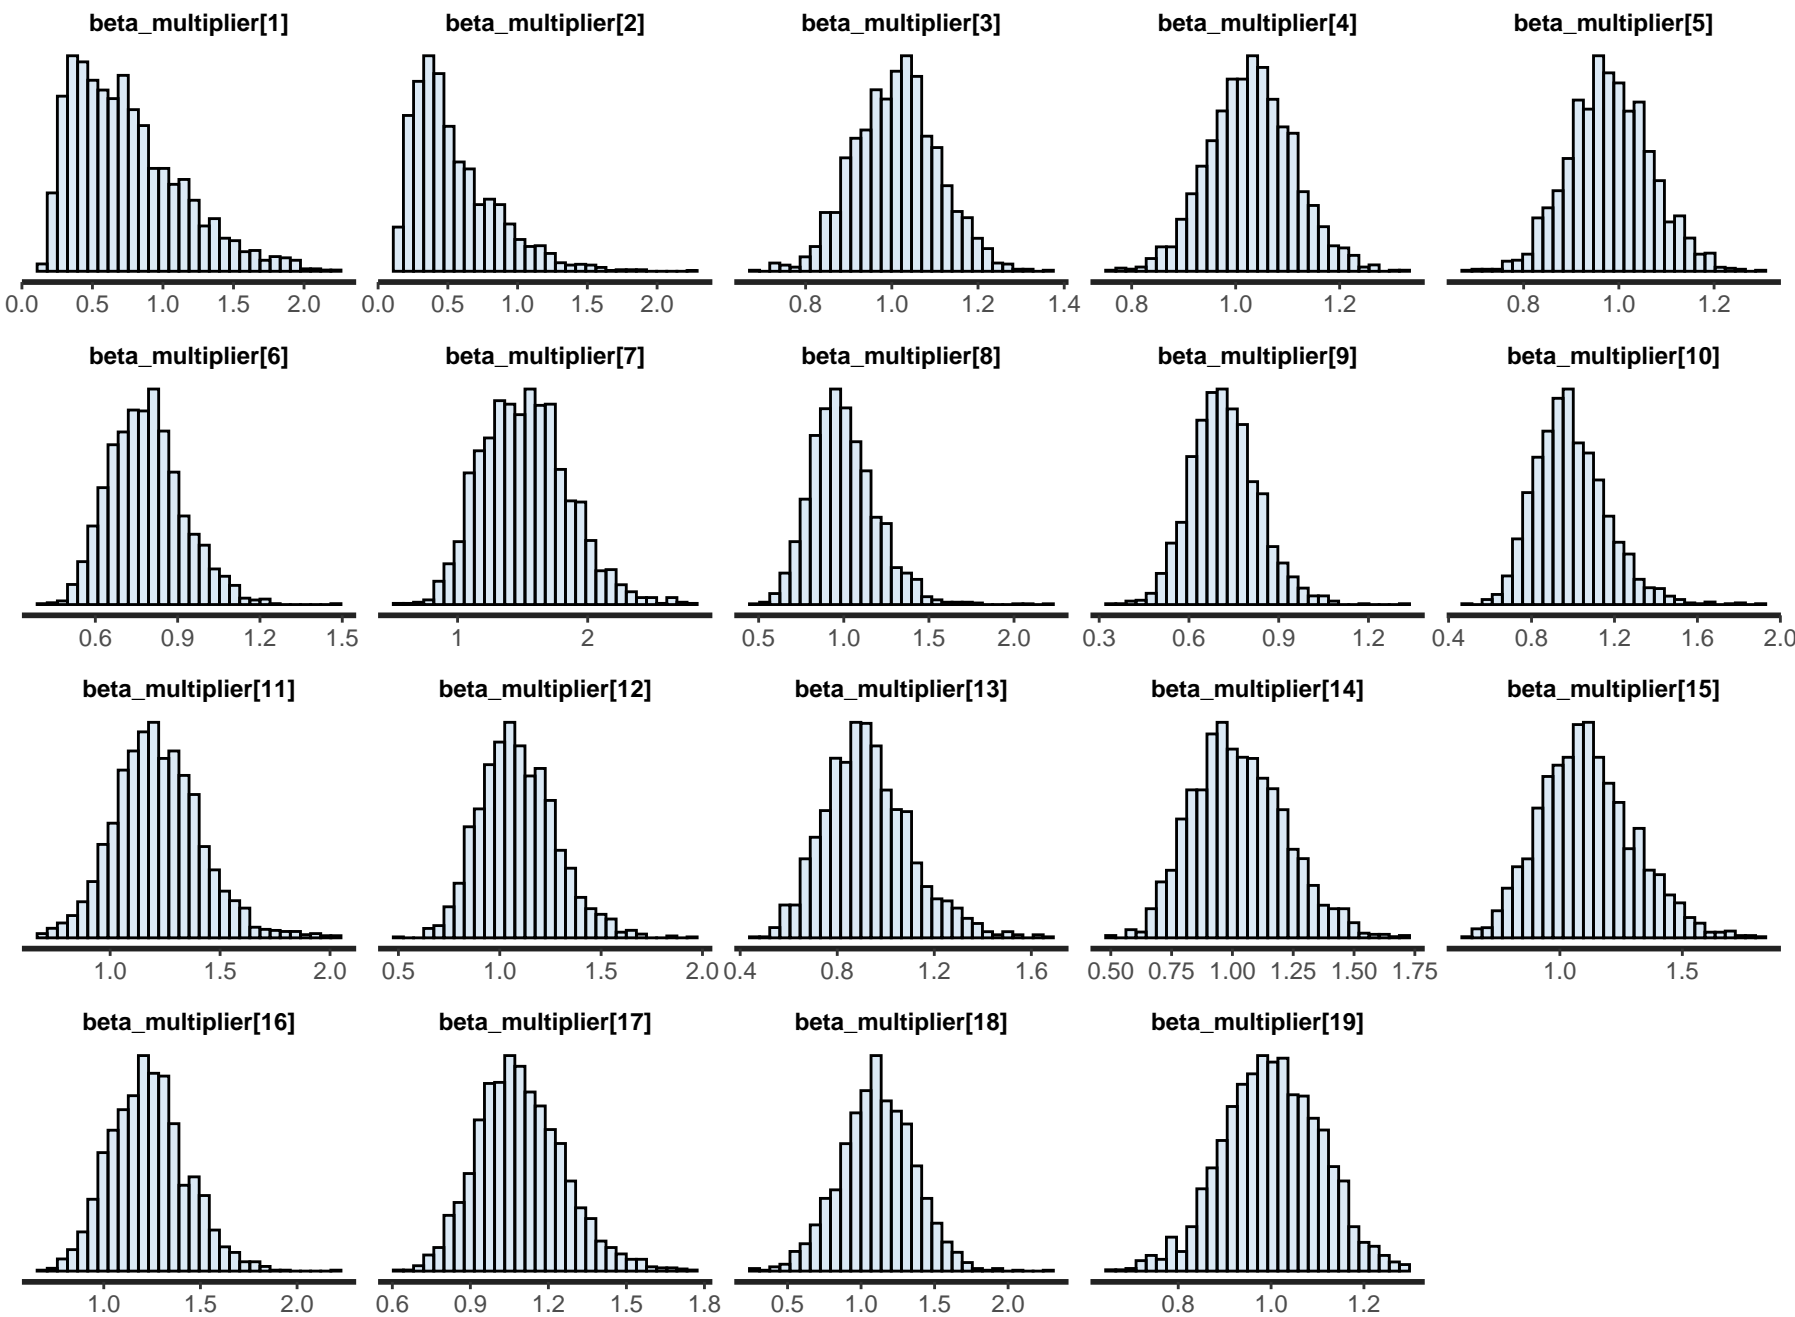 beta_multiplier[1] beta_multiplier[2] beta_multiplier[3] beta_multiplier[4] beta_multiplier[5]
0.0 0.5 1.0 1.5 2.0 0.0 0.5 1.0 1.5 2.0 0.8 1.0 1.2 1.4 0.8 1.0 1.2 0.8 1.0 1.2
beta_multiplier[6] beta_multiplier[7] beta_multiplier[8] beta_multiplier[9] beta_multiplier[10]
0.6 0.9 1.2 1.5 1 2 0.5 1.0 1.5 2.0 0.3 0.6 0.9 1.2 0.4 0.8 1.2 1.6 2.0
beta_multiplier[11] beta_multiplier[12] beta_multiplier[13] beta_multiplier[14] beta_multiplier[15]
1.0 1.5 2.0 0.5 1.0 1.5 2.0 0.4 0.8 1.2 1.6 0.50 0.75 1.00 1.25 1.50 1.75 1.0 1.5
beta_multiplier[16] beta_multiplier[17] beta_multiplier[18] beta_multiplier[19]
1.0 1.5 2.0 0.6 0.9 1.2 1.5 1.8 0.5 1.0 1.5 2.0 0.8 1.0 1.2